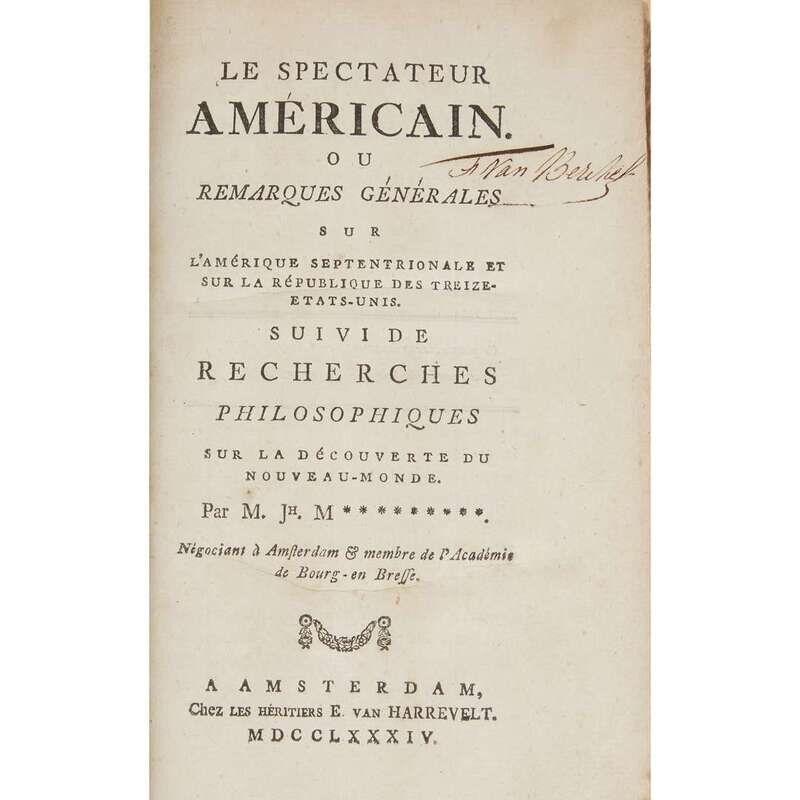 LE SPECTATEUR
AMÉRICAIN.
OU
F. Van Berchem
REMARQUES GÉNÉRALES
SUR
L'AMÉRIQUE SEPTENTRIONALE ET
SUR LA RÉPUBLIQUE DES TREIZE-
ETATS-UNIS.
SUIVI DE
RECHERCHES
PHILOSOPHIQUES
SUR LA DÉCOUVERTE DU
NOUVEAU-MONDE.
Par M. JH. M * * * * * * * * *.
Négociant à Amſterdam & membre de l'Académie
de Bourg-en Breſſe.
A AMSTERDAM,
Chez LES HÉRITIERS E. VAN HARREVELT.
MDCCLXXXIV.